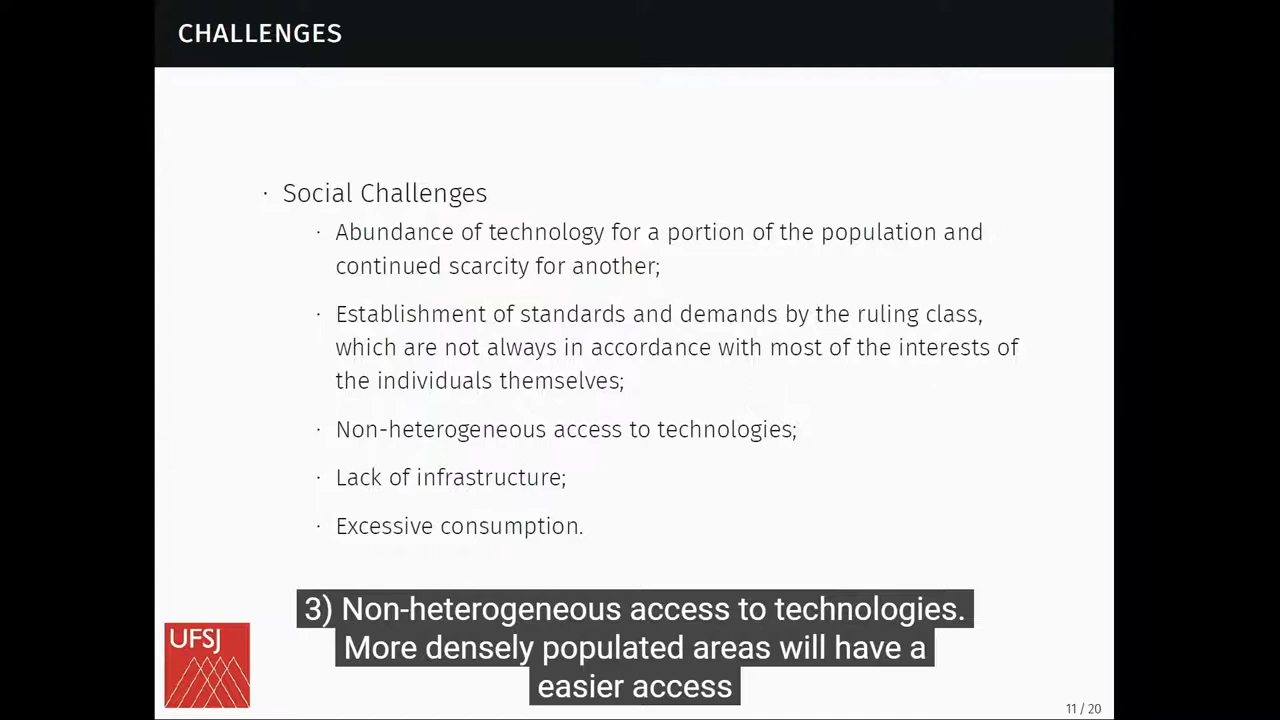 CHALLENGES
· Social Challenges
· Abundance of technology for a portion of the population and
continued scarcity for another;
· Establishment of standards and demands by the ruling class,
which are not always in accordance with most of the interests of
the individuals themselves;
· Non-heterogeneous access to technologies;
· Lack of infrastructure;
· Excessive consumption.
3) Non-heterogeneous access to technologies.
More densely populated areas will have a
easier access
UFSJ
11 / 20